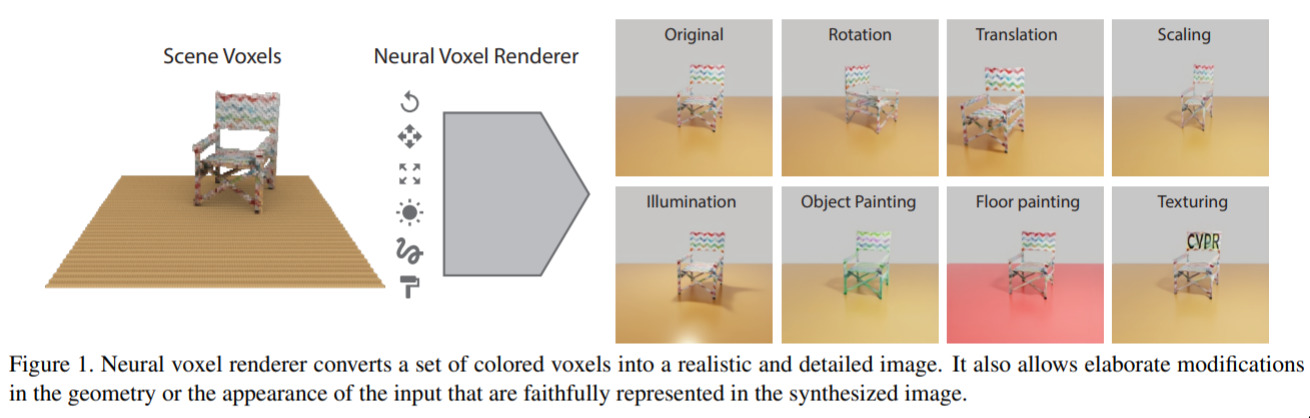 Scene Voxels
Neural Voxel Renderer
Original
Rotation
Translation
Scaling
Illumination
Object Painting
Floor painting
Texturing
CVPR
Figure 1. Neural voxel renderer converts a set of colored voxels into a realistic and detailed image. It also allows elaborate modifications
in the geometry or the appearance of the input that are faithfully represented in the synthesized image.